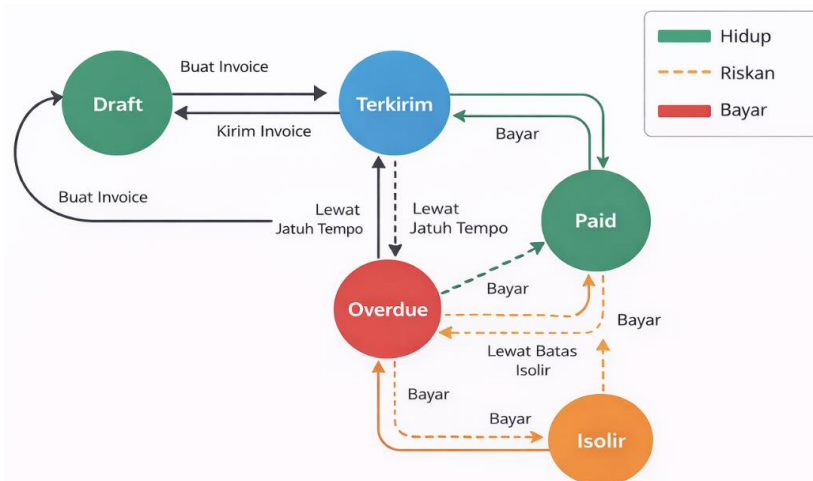 Hidup
Riskan
Bayar
Buat Invoice
Draft
Terkirim
Kirim Invoice
Bayar
Buat Invoice
Lewat
Jatuh Tempo
Lewat
Jatuh Tempo
Paid
Overdue
Bayar
Bayar
Lewat Batas
Isolir
Bayar
Bayar
Isolir